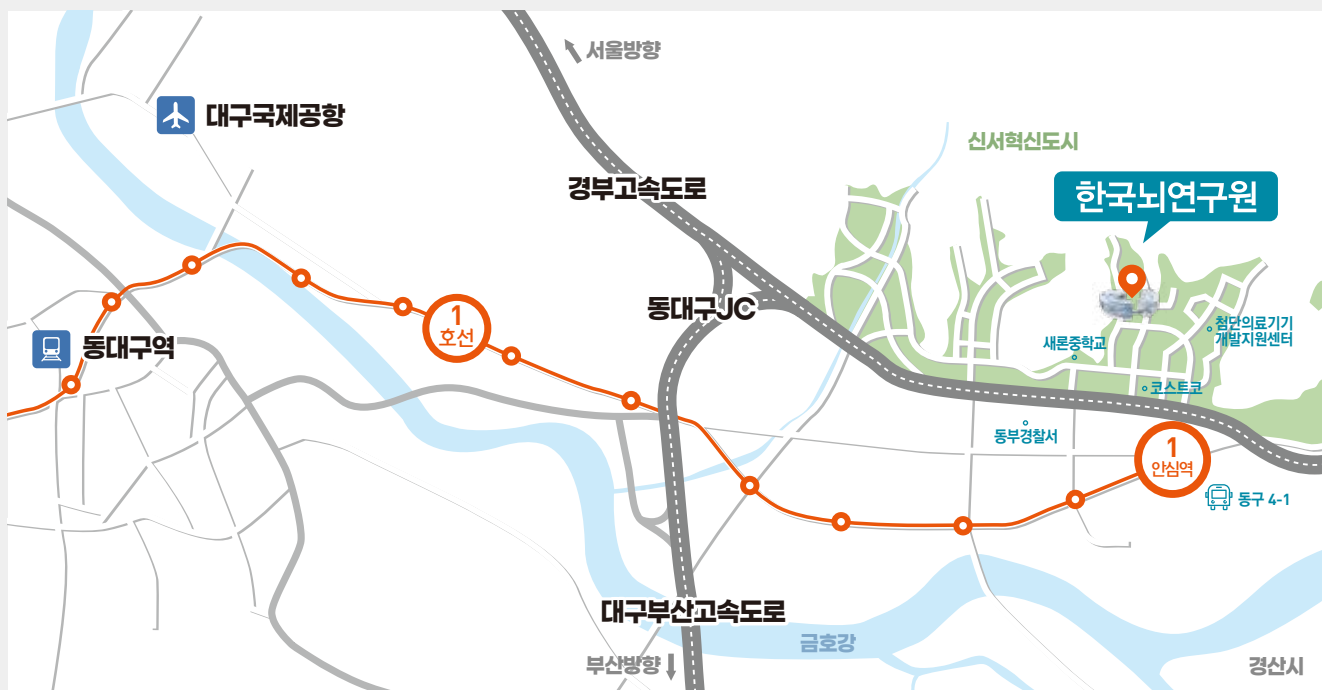 서울방향
대구국제공항
신서혁신도시
경부고속도로
한국뇌연구원
동대구JC
1
호선
첨단의료기기
개발지원센터
새론중학교
동대구역
코스트코
동부경찰서
1
안심역
동구 4-1
대구부산고속도로
금호강
부산방향
경산시